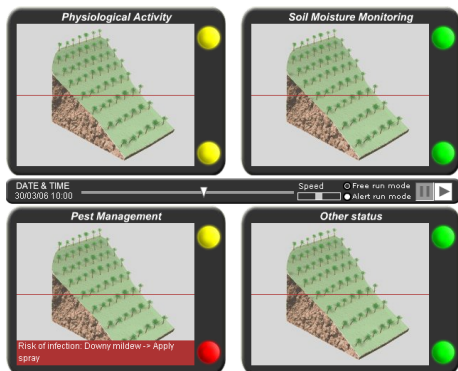 Physiological Activity
Soil Moisture Monitoring
DATE & TIME
30/03/06 10:00
Speed
Free run mode
Alert run mode
Pest Management
Other status
Risk of infection: Downy mildew -> Apply
spray